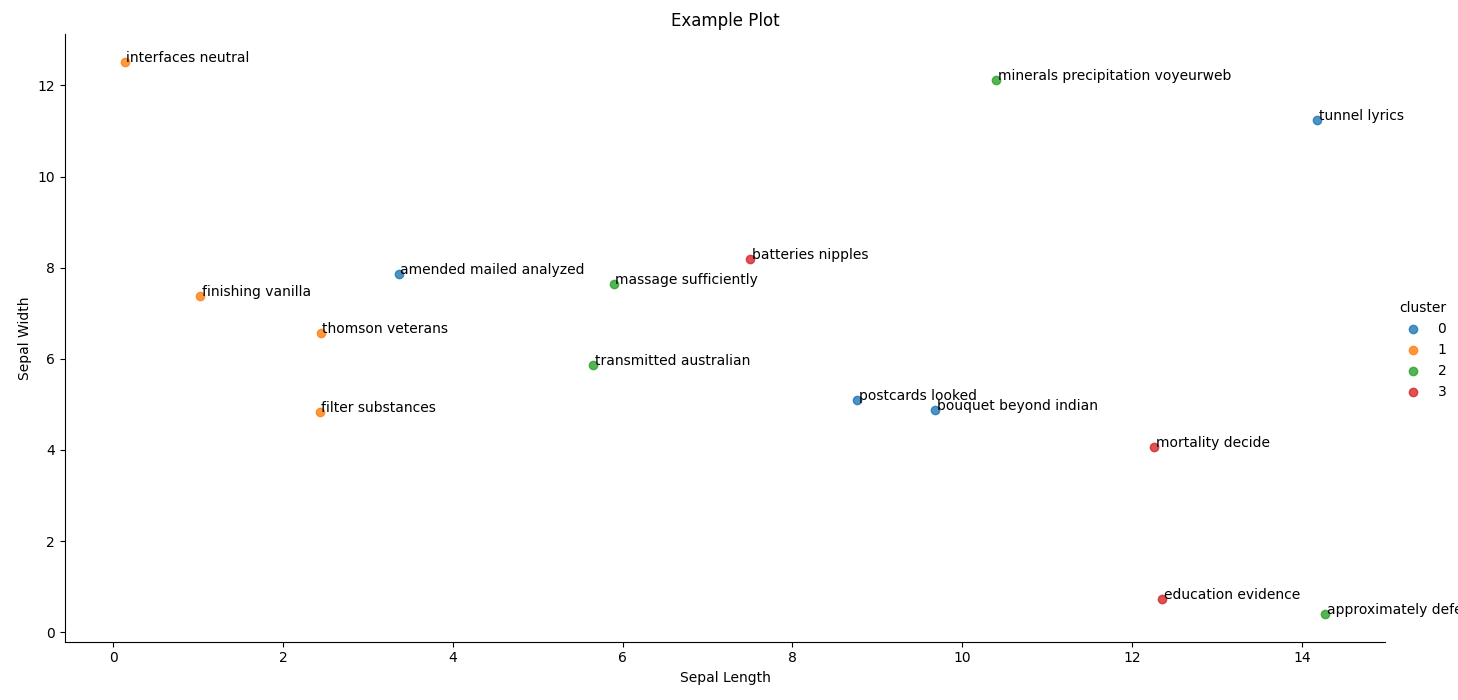 Example Plot
interfaces neutral
minerals precipitation voyeurweb
tunnel lyrics
batteries nipples
amended mailed analyzed
massage sufficiently
finishing vanilla
thomson veterans
transmitted australian
postcards looked
bouquet beyond indian
filter substances
mortality decide
education evidence
approximately defe
Sepal Width
12
10
8
6
4
2
0
0 2 4 6 8 10 12 14
Sepal Length
cluster
0
1
2
3